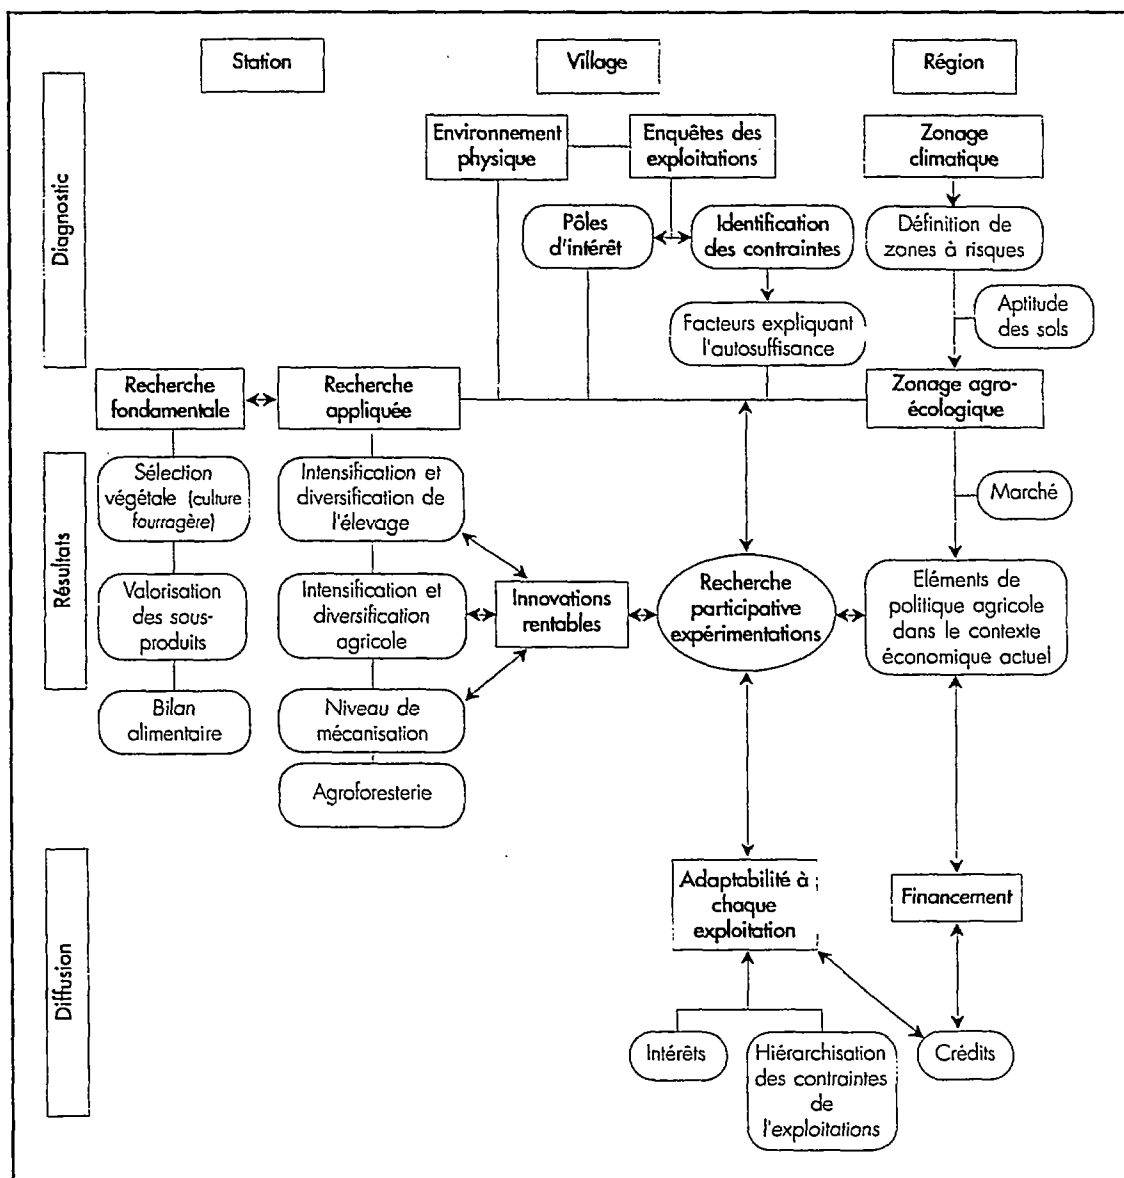 Station
Village
Région
Diagnostic
Environnement
physique
Enquêtes des
exploitations
Zonage
climatique
Pôles
d'intérêt
Identification
des contraintes
Définition de
zones à risques
Facteurs expliquant
l'autosuffisance
Aptitude
des sols
Recherche
fondamentale
Recherche
appliquée
Zonage agro-
écologique
Résultats
Sélection
végétale (culture
fourragère)
Intensification et
diversification de
l'élevage
Marché
Valorisation
des sous-
produits
Intensification et
diversification
agricole
Innovations
rentables
Recherche
participative
expérimentations
Eléments de
politique agricole
dans le contexte
économique actuel
Bilan
alimentaire
Niveau de
mécanisation
Agroforesterie
Diffusion
Adaptabilité à
chaque
exploitation
Financement
Intérêts
Hiérarchisation
des contraintes
de
l'exploitations
Crédits